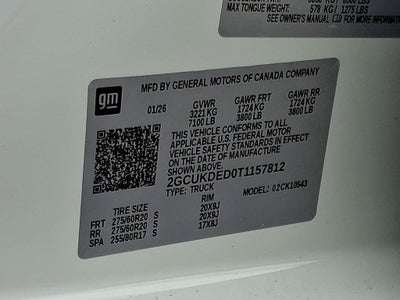 MAX TONGUE WEIGHT: 578 KG / 1275 LBS
SEE OWNER'S MANUAL FOR MORE INFORMATION
gm
MFD BY GENERAL MOTORS OF CANADA COMPANY
01/26
GVWR GAWR FRT GAWR RR
3221 KG 1724 KG 1724 KG
7100 LB 3800 LB 3800 LB
THIS VEHICLE CONFORMS TO ALL
APPLICABLE U.S. FEDERAL MOTOR
VEHICLE SAFETY STANDARDS IN EFFECT
ON THE DATE OF MANUFACTURE SHOWN ABOVE.
2GCUKDED0T1157812
TYPE: TRUCK MODEL: 02CK10543
TIRE SIZE RIM
FRT 275/60R20 S 20X9J
RR 275/60R20 S 20X9J
SPA 255/80R17 S 17X8J